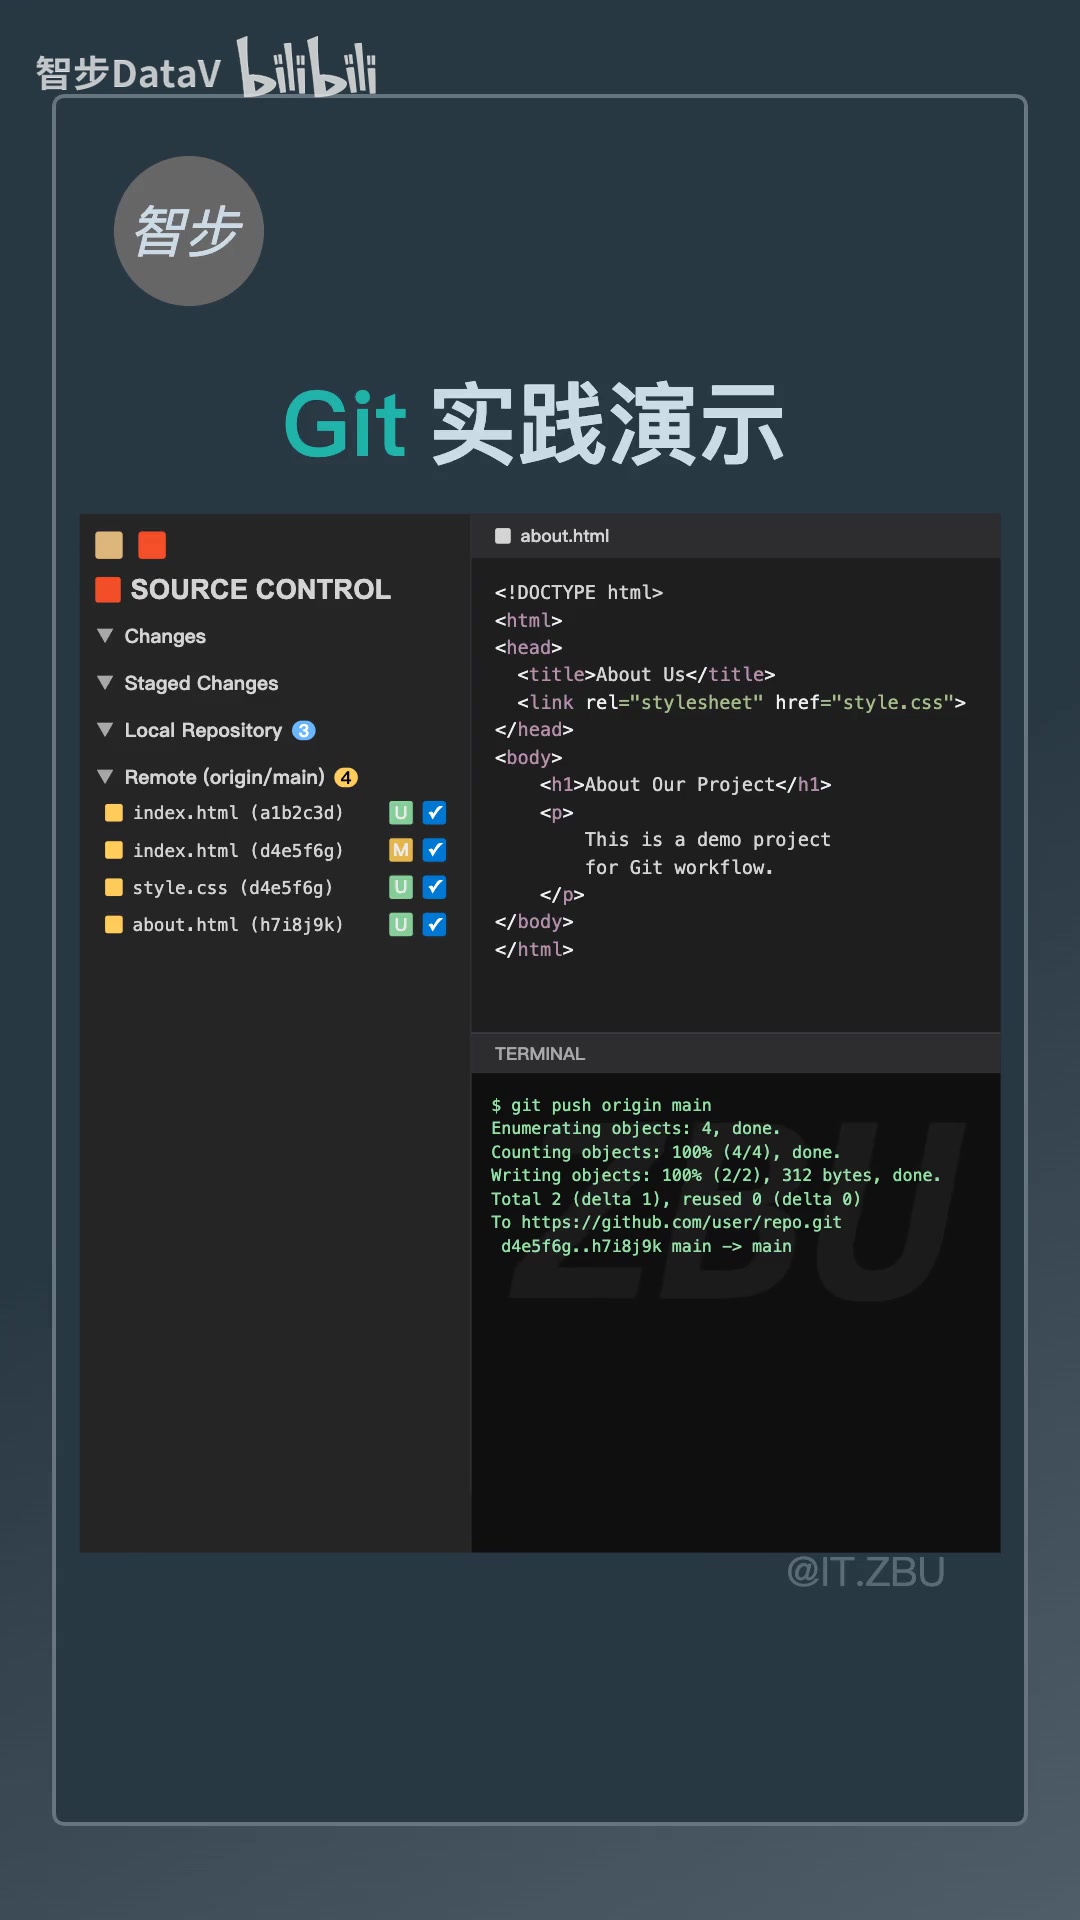 智步DataV bilibili
智步
Git 实践演示
SOURCE CONTROL
Changes
Staged Changes
Local Repository 3
Remote (origin/main) 4
index.html (a1b2c3d) U
index.html (d4e5f6g) M
style.css (d4e5f6g) U
about.html (h7i8j9k) U
about.html
<!DOCTYPE html>
<html>
<head>
  <title>About Us</title>
  <link rel="stylesheet" href="style.css">
</head>
<body>
    <h1>About Our Project</h1>
    <p>
        This is a demo project
        for Git workflow.
    </p>
</body>
</html>
TERMINAL
$ git push origin main
Enumerating objects: 4, done.
Counting objects: 100% (4/4), done.
Writing objects: 100% (2/2), 312 bytes, done.
Total 2 (delta 1), reused 0 (delta 0)
To https://github.com/user/repo.git
 d4e5f6g..h7i8j9k main -> main
ZBU
@IT.ZBU